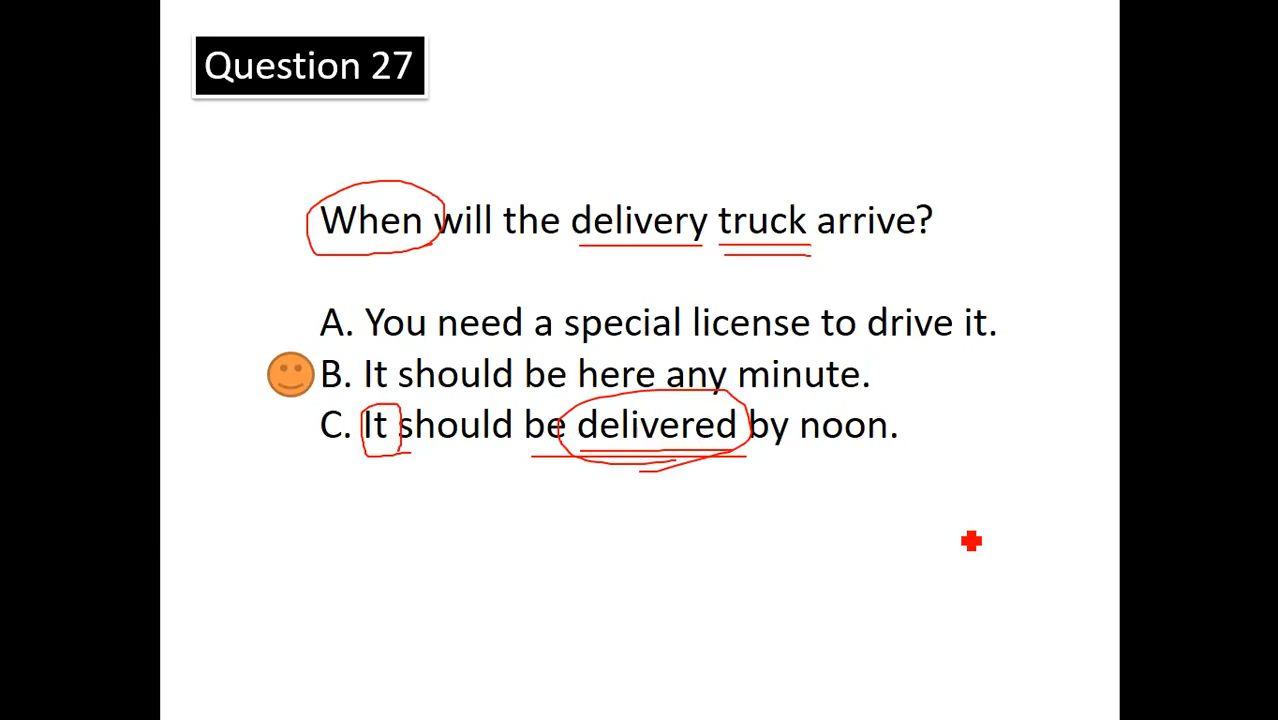 Question 27
When will the delivery truck arrive?
A. You need a special license to drive it.
B. It should be here any minute.
C. It should be delivered by noon.